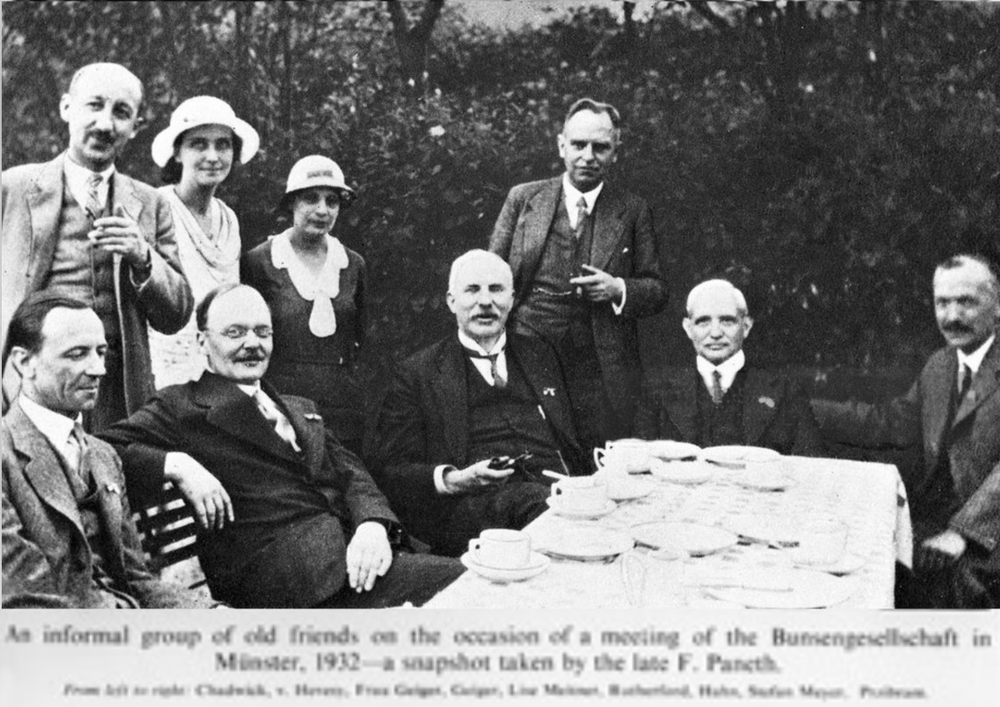 An informal group of old friends on the occasion of a meeting of the Bunsengesellschaft in
Münster, 1932—a snapshot taken by the late F. Paneth.
From left to right: Chadwick, v. Hevesy, Frau Geiger, Geiger, Lise Meitner, Rutherford, Hahn, Stefan Meyer, Przibram.